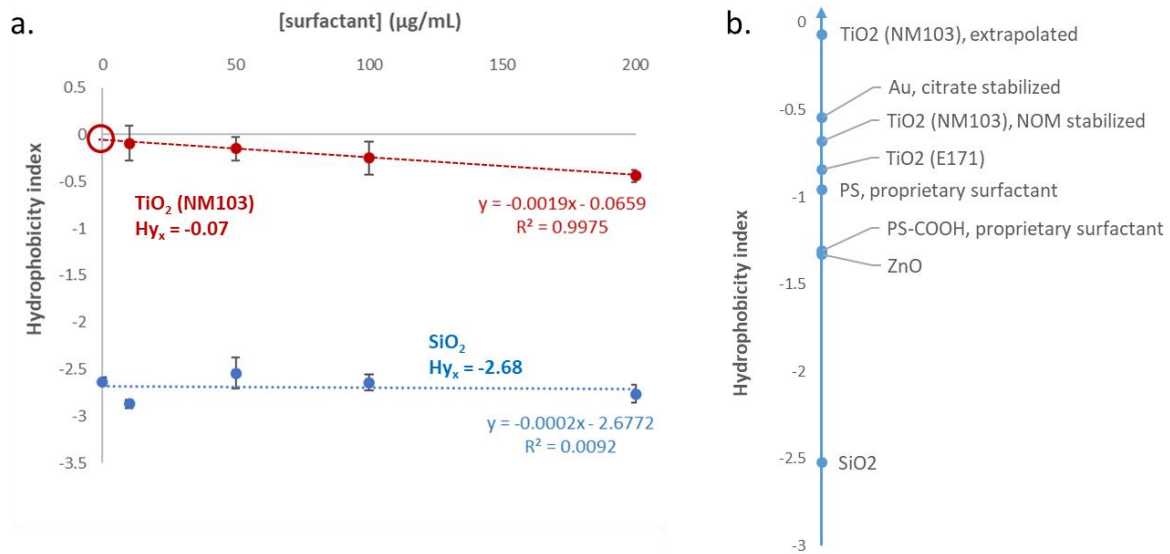 a.
[surfactant] (µg/mL)
0 50 100 150 200
Hydrophobicity index
0.5
0
-0.5
-1
-1.5
-2
-2.5
-3
-3.5
TiO₂ (NM103)
Hyₓ = -0.07
y = -0.0019x - 0.0659
R² = 0.9975
SiO₂
Hyₓ = -2.68
y = -0.0002x - 2.6772
R² = 0.0092
b.
Hydrophobicity index
0
-0.5
-1
-1.5
-2
-2.5
-3
TiO2 (NM103), extrapolated
Au, citrate stabilized
TiO2 (NM103), NOM stabilized
TiO2 (E171)
PS, proprietary surfactant
PS-COOH, proprietary surfactant
ZnO
SiO2